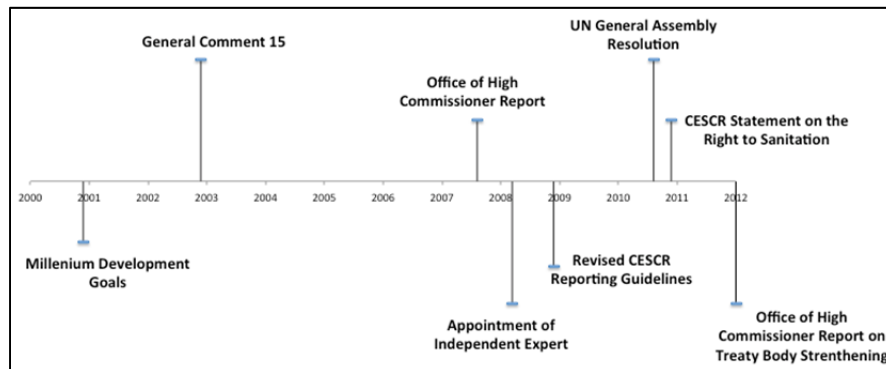 General Comment 15
UN General Assembly
Resolution
Office of High
Commissioner Report
CESCR Statement on the
Right to Sanitation
2000 2001 2002 2003 2004 2005 2006 2007 2008 2009 2010 2011 2012
Millenium Development
Goals
Revised CESCR
Reporting Guidelines
Appointment of
Independent Expert
Office of High
Commissioner Report on
Treaty Body Strenthening